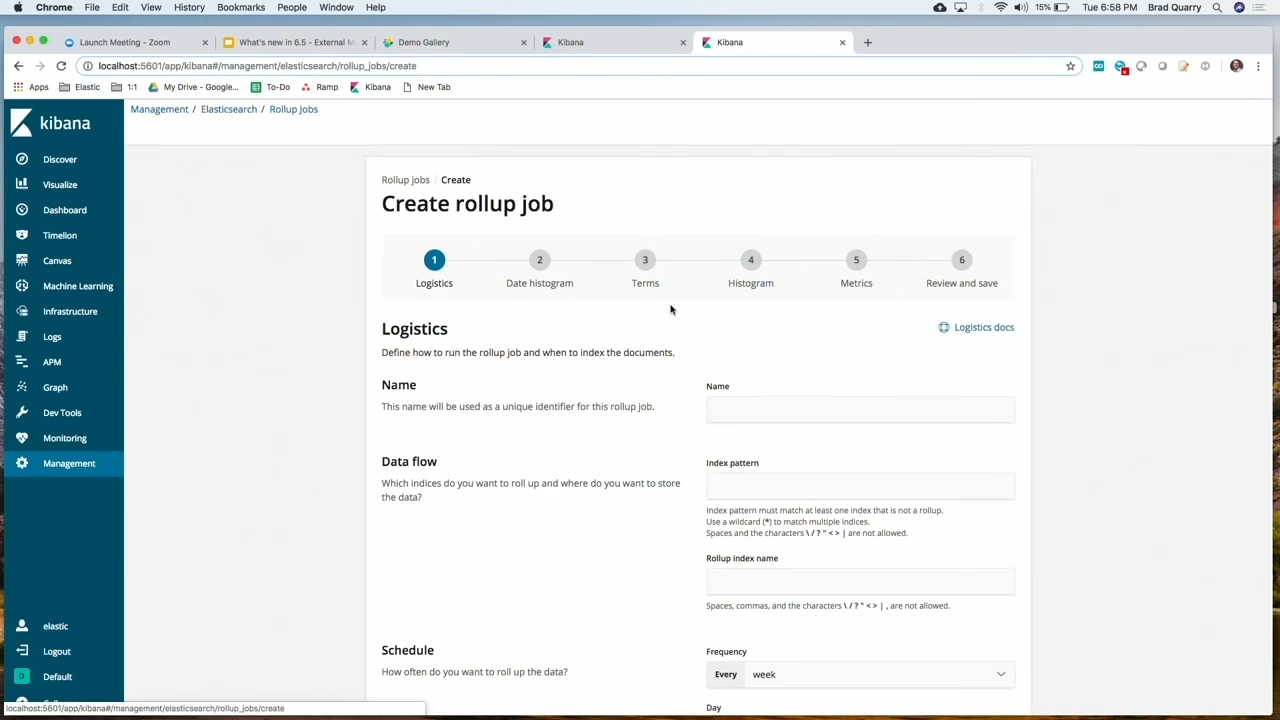 Chrome File Edit View History Bookmarks People Window Help 15% Tue 6:58 PM Brad Quarry
Launch Meeting - Zoom What's new in 6.5 - External M Demo Gallery Kibana Kibana
localhost:5601/app/kibana#/management/elasticsearch/rollup_jobs/create
Apps Elastic 1:1 My Drive - Google... To-Do Ramp Kibana New Tab
kibana
Discover
Visualize
Dashboard
Timelion
Canvas
Machine Learning
Infrastructure
Logs
APM
Graph
Dev Tools
Monitoring
Management
elastic
Logout
D Default
Management / Elasticsearch / Rollup Jobs
Rollup jobs / Create
Create rollup job
1 2 3 4 5 6
Logistics Date histogram Terms Histogram Metrics Review and save
Logistics
Logistics docs
Define how to run the rollup job and when to index the documents.
Name
This name will be used as a unique identifier for this rollup job.
Name
Data flow
Which indices do you want to roll up and where do you want to store
the data?
Index pattern
Index pattern must match at least one index that is not a rollup.
Use a wildcard (*) to match multiple indices.
Spaces and the characters \ / ? " < > | are not allowed.
Rollup index name
Spaces, commas, and the characters \ / ? " < > | , are not allowed.
Schedule
How often do you want to roll up the data?
Frequency
Every week
Day
localhost:5601/app/kibana#/management/elasticsearch/rollup_jobs/create